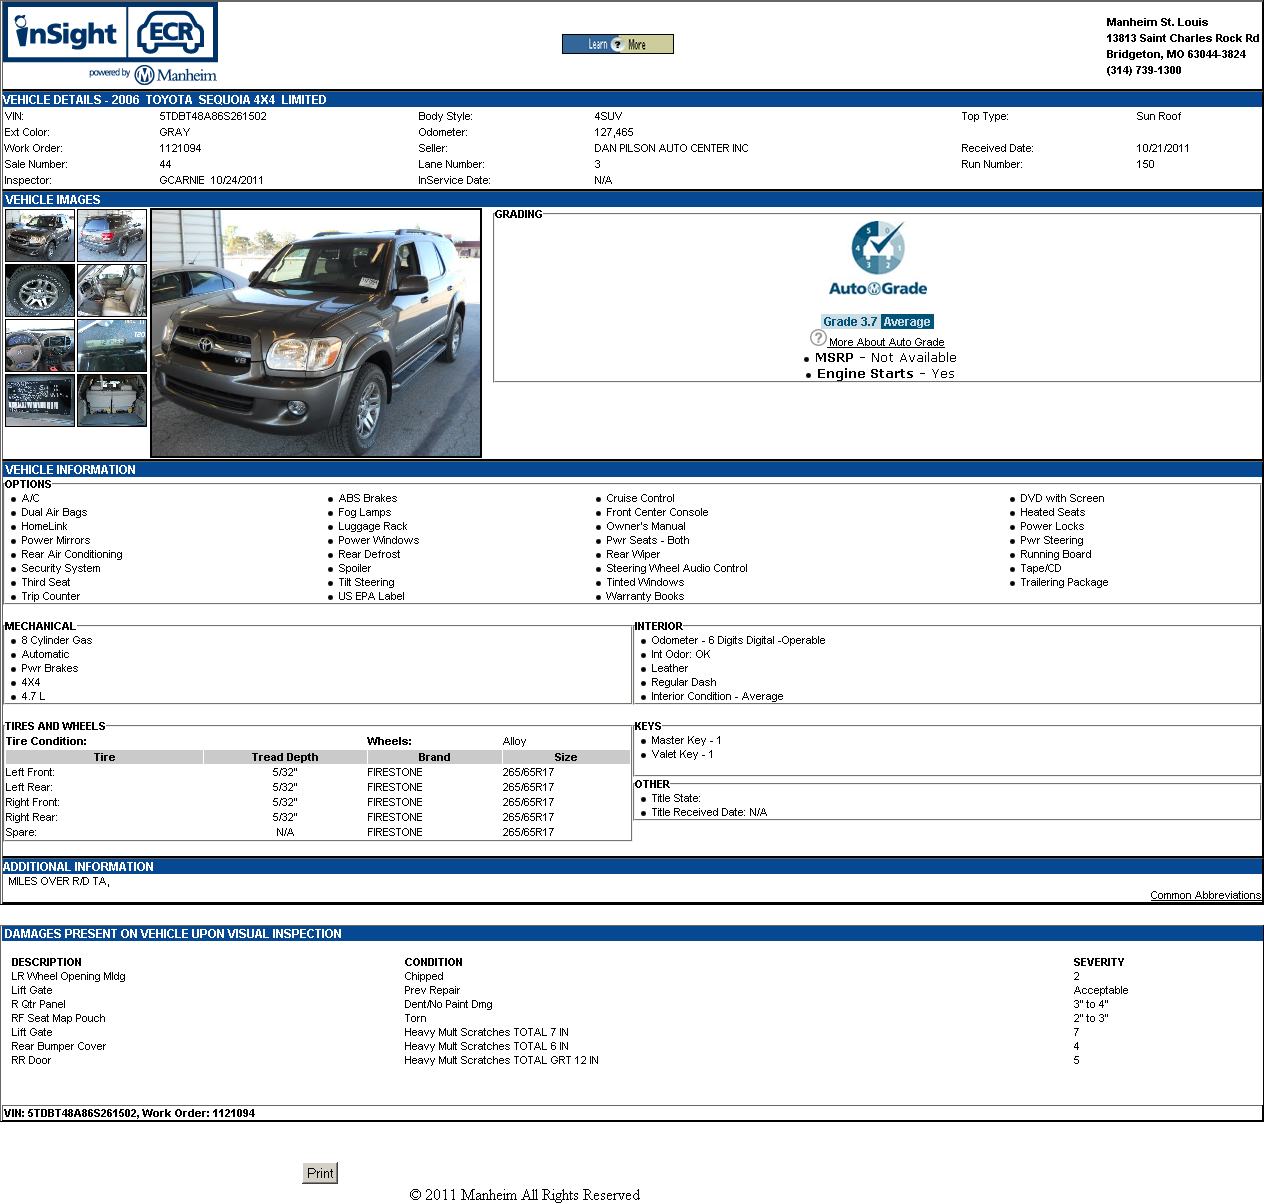 inSight ECR
powered by Manheim
Learn ? More
Manheim St. Louis
13813 Saint Charles Rock Rd
Bridgeton, MO 63044-3824
(314) 739-1300
VEHICLE DETAILS - 2006 TOYOTA SEQUOIA 4X4 LIMITED
VIN: 5TDBT48A86S261502 Body Style: 4SUV Top Type: Sun Roof
Ext Color: GRAY Odometer: 127,465
Work Order: 1121094 Seller: DAN PILSON AUTO CENTER INC Received Date: 10/21/2011
Sale Number: 44 Lane Number: 3 Run Number: 150
Inspector: GCARNIE 10/24/2011 InService Date: N/A
VEHICLE IMAGES
GRADING
AutoGrade
Grade 3.7 Average
? More About Auto Grade
MSRP - Not Available
Engine Starts - Yes
VEHICLE INFORMATION
OPTIONS
A/C ABS Brakes Cruise Control DVD with Screen
Dual Air Bags Fog Lamps Front Center Console Heated Seats
HomeLink Luggage Rack Owner's Manual Power Locks
Power Mirrors Power Windows Pwr Seats - Both Pwr Steering
Rear Air Conditioning Rear Defrost Rear Wiper Running Board
Security System Spoiler Steering Wheel Audio Control Tape/CD
Third Seat Tilt Steering Tinted Windows Trailering Package
Trip Counter US EPA Label Warranty Books
MECHANICAL
8 Cylinder Gas
Automatic
Pwr Brakes
4X4
4.7 L
INTERIOR
Odometer - 6 Digits Digital -Operable
Int Odor: OK
Leather
Regular Dash
Interior Condition - Average
TIRES AND WHEELS
Tire Condition: Wheels: Alloy
Tire Tread Depth Brand Size
Left Front: 5/32" FIRESTONE 265/65R17
Left Rear: 5/32" FIRESTONE 265/65R17
Right Front: 5/32" FIRESTONE 265/65R17
Right Rear: 5/32" FIRESTONE 265/65R17
Spare: N/A FIRESTONE 265/65R17
KEYS
Master Key - 1
Valet Key - 1
OTHER
Title State:
Title Received Date: N/A
ADDITIONAL INFORMATION
MILES OVER R/D TA,
Common Abbreviations
DAMAGES PRESENT ON VEHICLE UPON VISUAL INSPECTION
DESCRIPTION CONDITION SEVERITY
LR Wheel Opening Mldg Chipped 2
Lift Gate Prev Repair Acceptable
R Qtr Panel Dent/No Paint Dmg 3" to 4"
RF Seat Map Pouch Torn 2" to 3"
Lift Gate Heavy Mult Scratches TOTAL 7 IN 7
Rear Bumper Cover Heavy Mult Scratches TOTAL 6 IN 4
RR Door Heavy Mult Scratches TOTAL GRT 12 IN 5
VIN: 5TDBT48A86S261502, Work Order: 1121094
Print
© 2011 Manheim All Rights Reserved